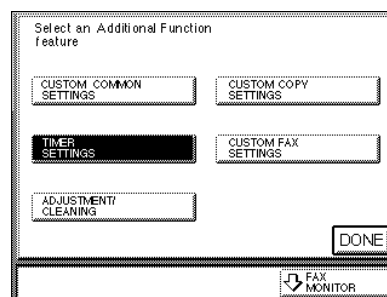 Select an Additional Function
feature
CUSTOM COMMON
SETTINGS
CUSTOM COPY
SETTINGS
TIMER
SETTINGS
CUSTOM FAX
SETTINGS
ADJUSTMENT/
CLEANING
DONE
FAX
MONITOR